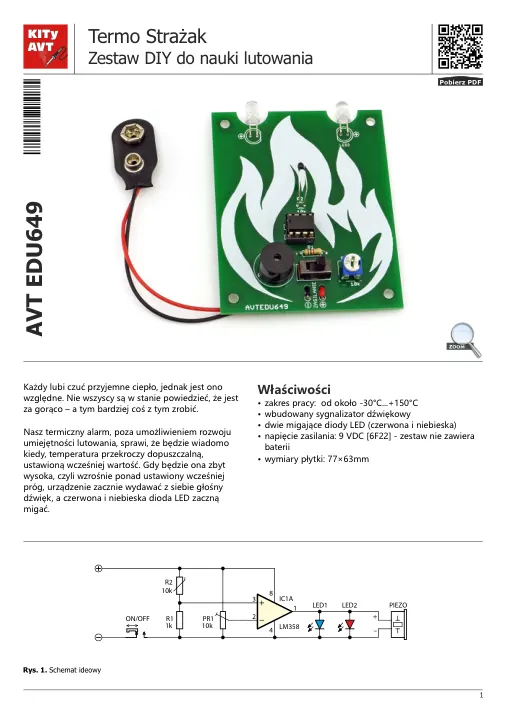 KITy
AVT
Termo Strażak
Zestaw DIY do nauki lutowania
Pobierz PDF
AVT EDU649
AVTEDU649
ZOOM
Każdy lubi czuć przyjemne ciepło, jednak jest ono
względne. Nie wszyscy są w stanie powiedzieć, że jest
za gorąco – a tym bardziej coś z tym zrobić.
Nasz termiczny alarm, poza umożliwieniem rozwoju
umiejętności lutowania, sprawi, że będzie wiadomo
kiedy, temperatura przekroczy dopuszczalną,
ustawioną wcześniej wartość. Gdy będzie ona zbyt
wysoka, czyli wzrośnie ponad ustawiony wcześniej
próg, urządzenie zacznie wydawać z siebie głośny
dźwięk, a czerwona i niebieska dioda LED zaczną
migać.
Właściwości
• zakres pracy: od około -30°C...+150°C
• wbudowany sygnalizator dźwiękowy
• dwie migające diody LED (czerwona i niebieska)
• napięcie zasilania: 9 VDC [6F22] - zestaw nie zawiera
baterii
• wymiary płytki: 77×63mm
R2
10k
ON/OFF
R1
1k
PR1
10k
3
+
2
–
8
IC1A
1
LM358
4
LED1
LED2
PIEZO
+
–
Rys. 1. Schemat ideowy
1